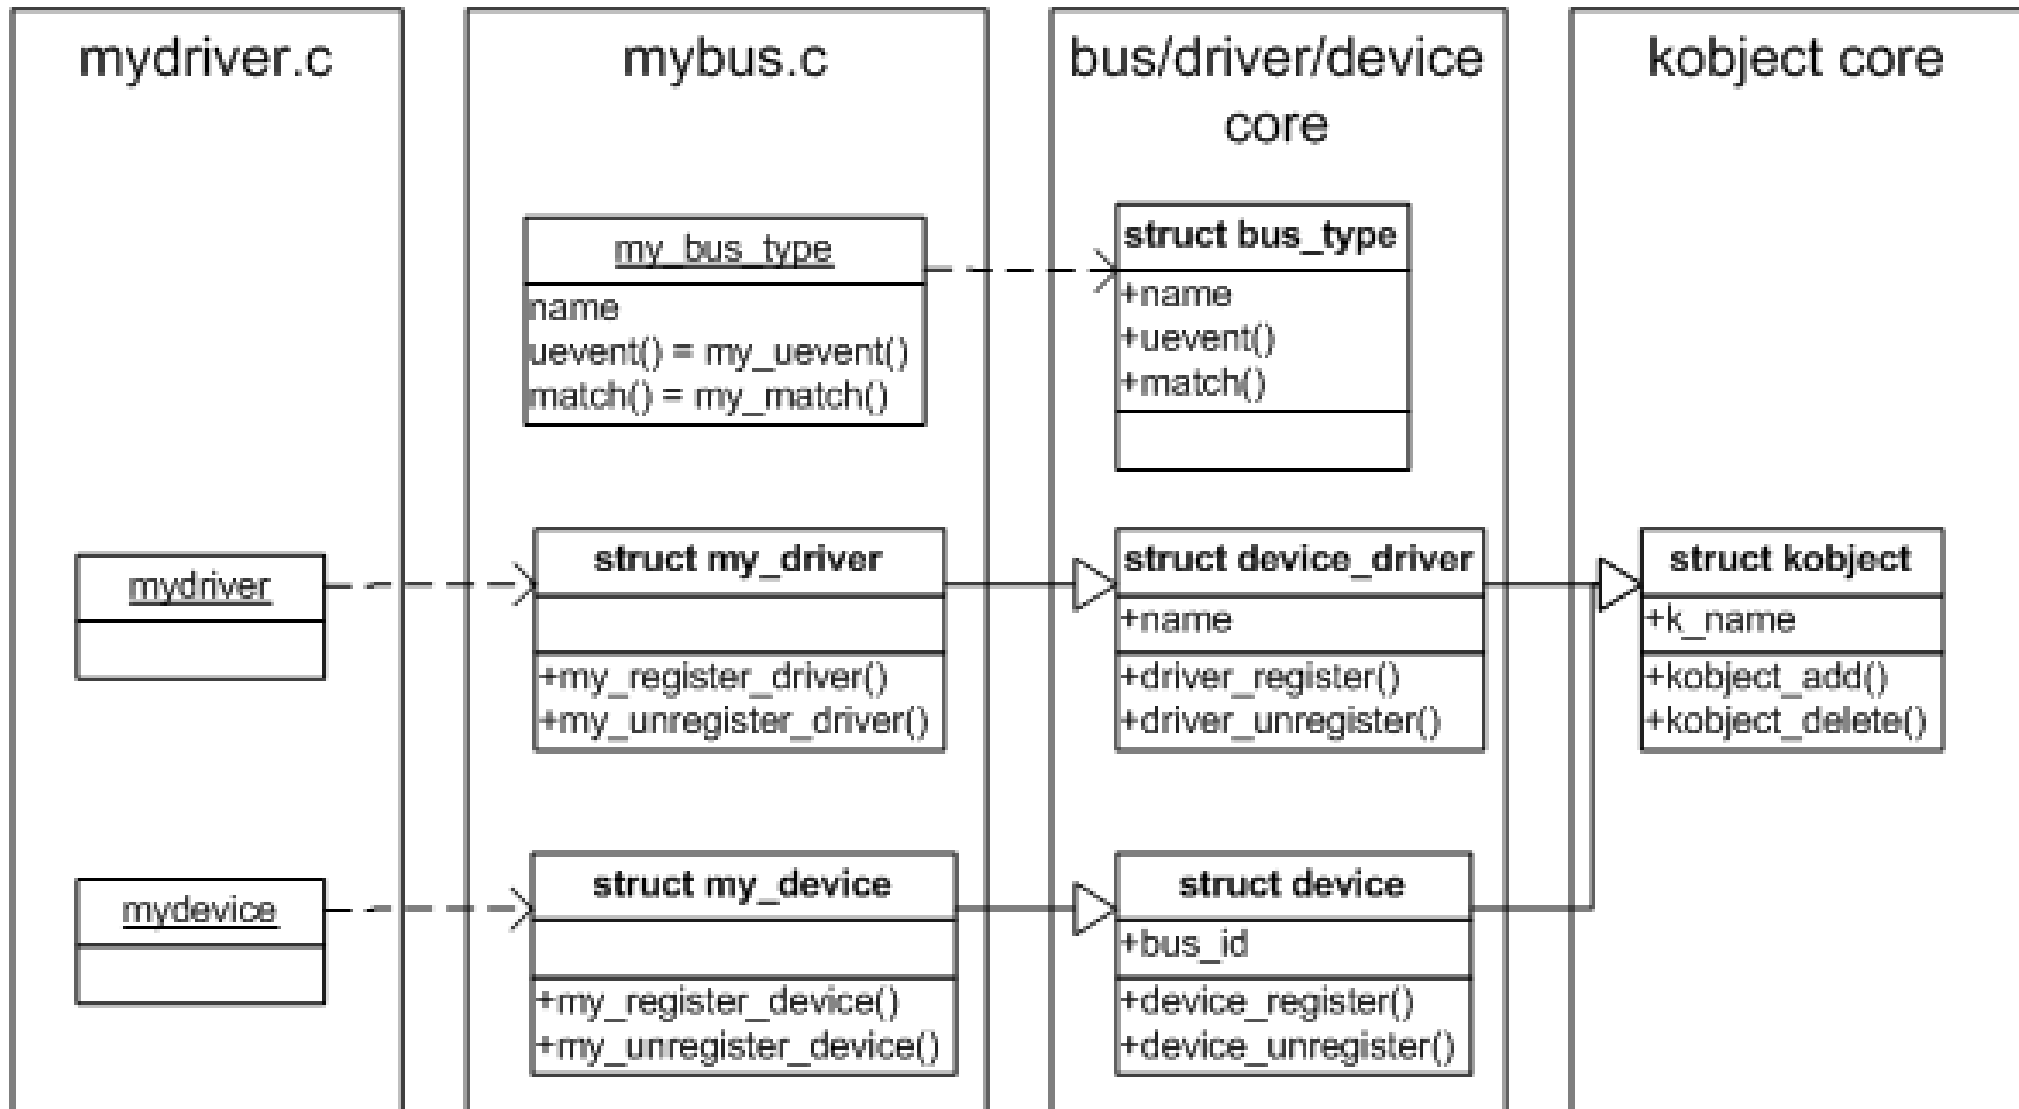 mydriver.c
mydriver
mydevice
mybus.c
my_bus_type
name
uevent() = my_uevent()
match() = my_match()
struct my_driver
+my_register_driver()
+my_unregister_driver()
struct my_device
+my_register_device()
+my_unregister_device()
bus/driver/device
core
struct bus_type
+name
+uevent()
+match()
struct device_driver
+name
+driver_register()
+driver_unregister()
struct device
+bus_id
+device_register()
+device_unregister()
kobject core
struct kobject
+k_name
+kobject_add()
+kobject_delete()